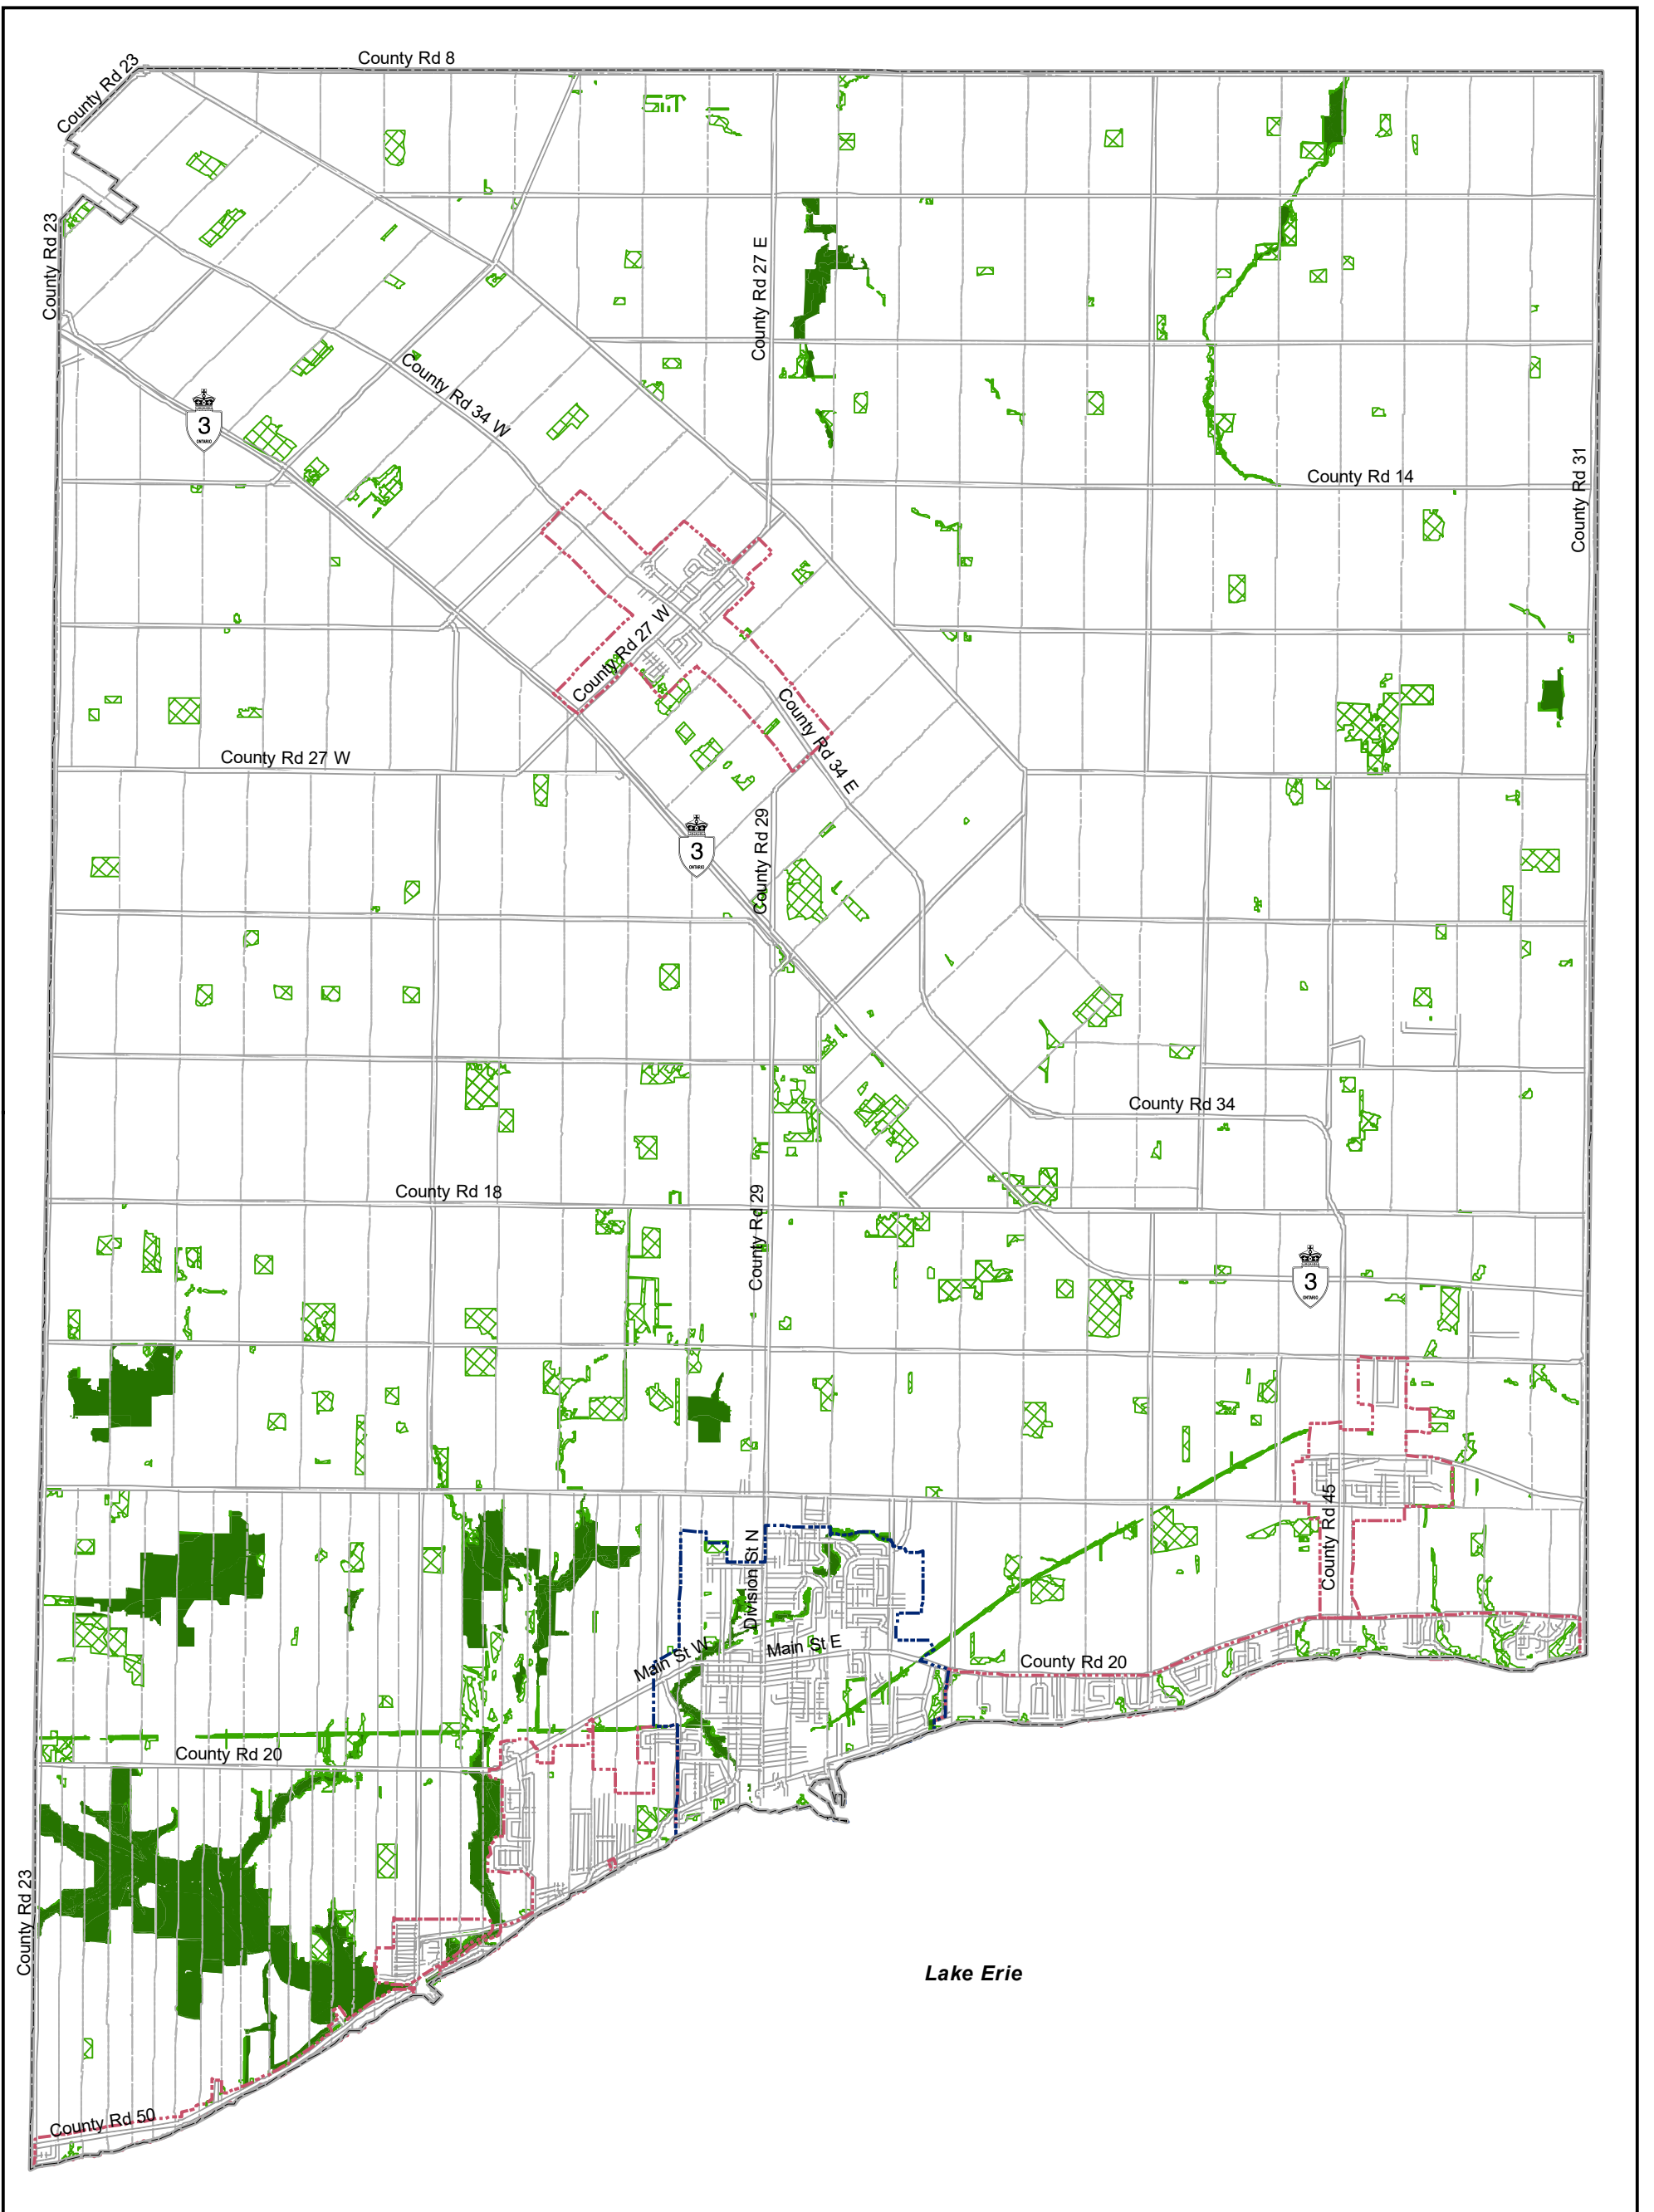 County Rd 8
County Rd 23
County Rd 23
County Rd 27 E
County Rd 34 W
3
ONTARIO
County Rd 14
County Rd 31
County Rd 27 W
County Rd 34 E
County Rd 27 W
3
ONTARIO
County Rd 29
County Rd 34
County Rd 18
County Rd 29
3
ONTARIO
County Rd 45
Division St N
Main St W
Main St E
County Rd 20
County Rd 20
County Rd 23
Lake Erie
County Rd 50